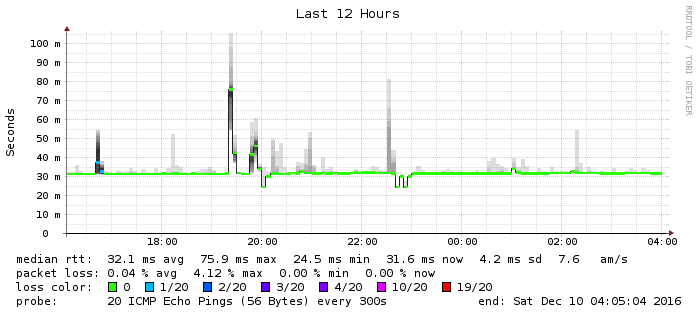 Last 12 Hours
RRDTOOL / TOBI OETIKER
Seconds
100 m
90 m
80 m
70 m
60 m
50 m
40 m
30 m
20 m
10 m
0
18:00 20:00 22:00 00:00 02:00 04:00
median rtt: 32.1 ms avg 75.9 ms max 24.5 ms min 31.6 ms now 4.2 ms sd 7.6 am/s
packet loss: 0.04 % avg 4.12 % max 0.00 % min 0.00 % now
loss color: 0 1/20 2/20 3/20 4/20 10/20 19/20
probe: 20 ICMP Echo Pings (56 Bytes) every 300s end: Sat Dec 10 04:05:04 2016